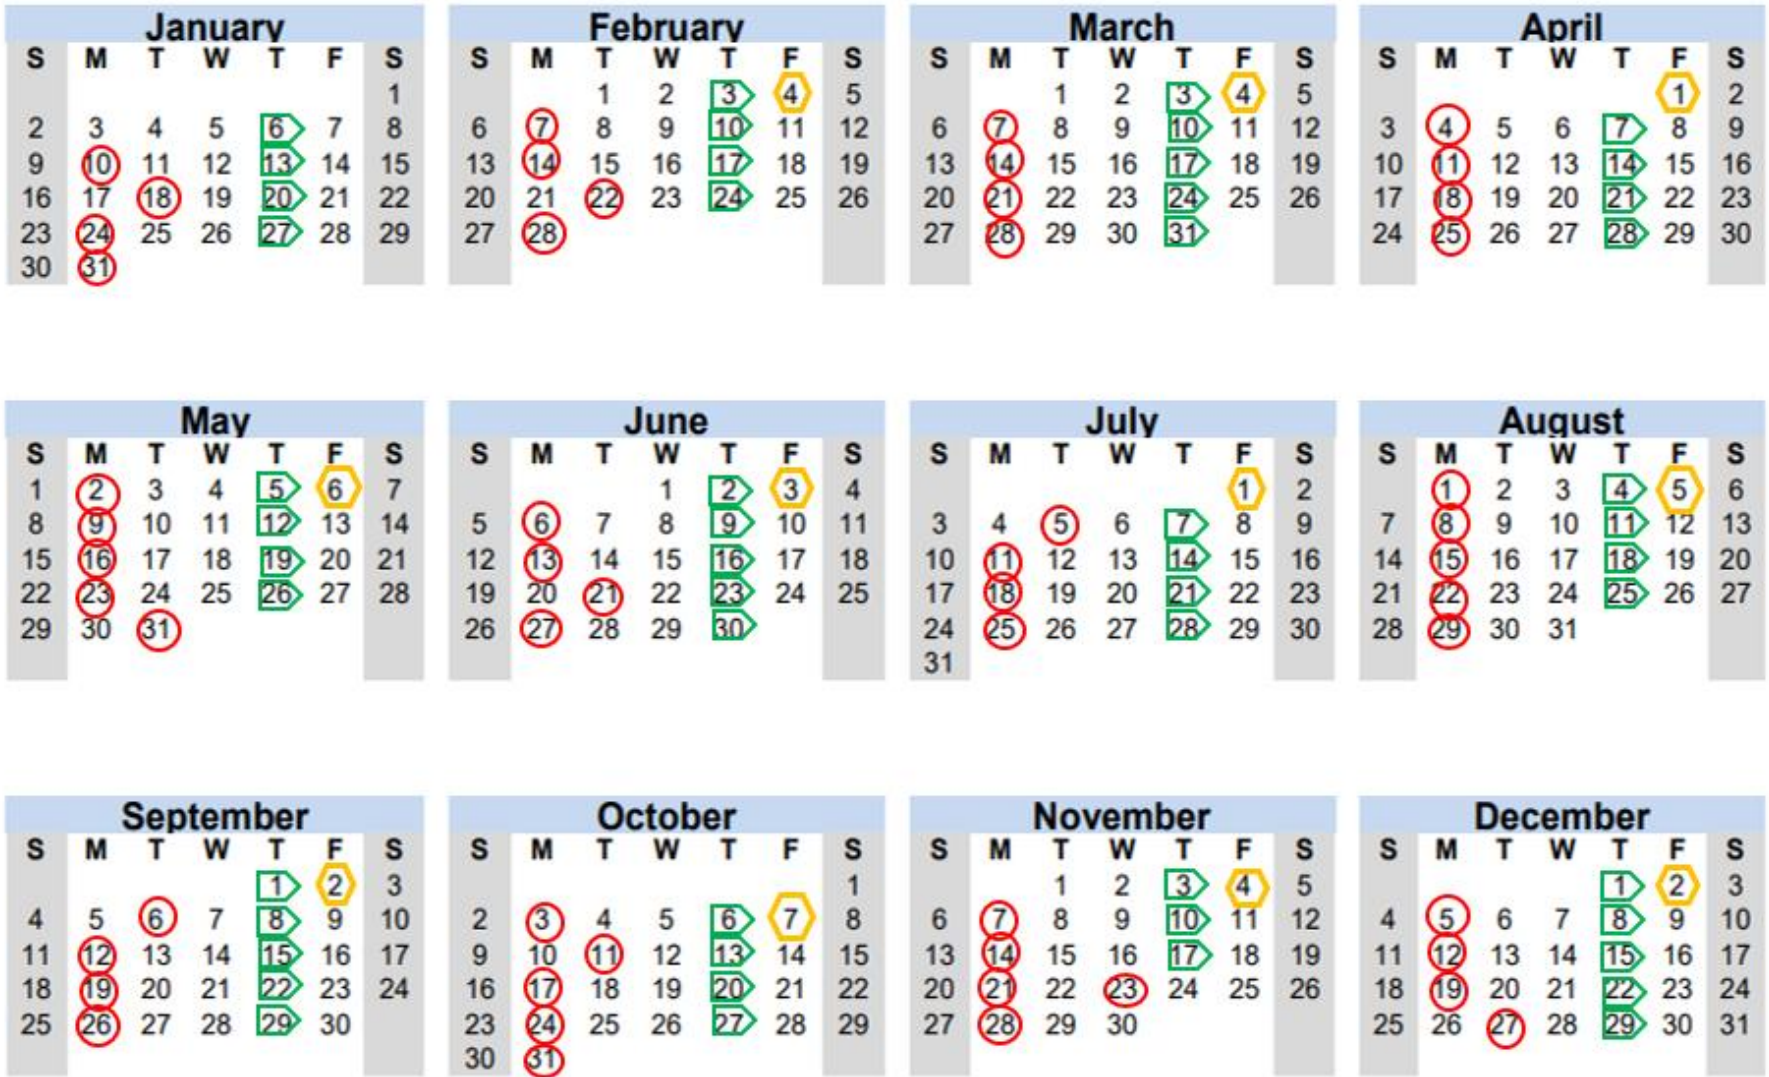 January
S M T W T F S
1
2 3 4 5 6 7 8
9 10 11 12 13 14 15
16 17 18 19 20 21 22
23 24 25 26 27 28 29
30 31
February
S M T W T F S
1 2 3 4 5
6 7 8 9 10 11 12
13 14 15 16 17 18 19
20 21 22 23 24 25 26
27 28
March
S M T W T F S
1 2 3 4 5
6 7 8 9 10 11 12
13 14 15 16 17 18 19
20 21 22 23 24 25 26
27 28 29 30 31
April
S M T W T F S
1 2
3 4 5 6 7 8 9
10 11 12 13 14 15 16
17 18 19 20 21 22 23
24 25 26 27 28 29 30
May
S M T W T F S
1 2 3 4 5 6 7
8 9 10 11 12 13 14
15 16 17 18 19 20 21
22 23 24 25 26 27 28
29 30 31
June
S M T W T F S
1 2 3 4
5 6 7 8 9 10 11
12 13 14 15 16 17 18
19 20 21 22 23 24 25
26 27 28 29 30
July
S M T W T F S
1 2
3 4 5 6 7 8 9
10 11 12 13 14 15 16
17 18 19 20 21 22 23
24 25 26 27 28 29 30
31
August
S M T W T F S
1 2 3 4 5 6
7 8 9 10 11 12 13
14 15 16 17 18 19 20
21 22 23 24 25 26 27
28 29 30 31
September
S M T W T F S
1 2 3
4 5 6 7 8 9 10
11 12 13 14 15 16 17
18 19 20 21 22 23 24
25 26 27 28 29 30
October
S M T W T F S
1
2 3 4 5 6 7 8
9 10 11 12 13 14 15
16 17 18 19 20 21 22
23 24 25 26 27 28 29
30 31
November
S M T W T F S
1 2 3 4 5
6 7 8 9 10 11 12
13 14 15 16 17 18 19
20 21 22 23 24 25 26
27 28 29 30
December
S M T W T F S
1 2 3
4 5 6 7 8 9 10
11 12 13 14 15 16 17
18 19 20 21 22 23 24
25 26 27 28 29 30 31